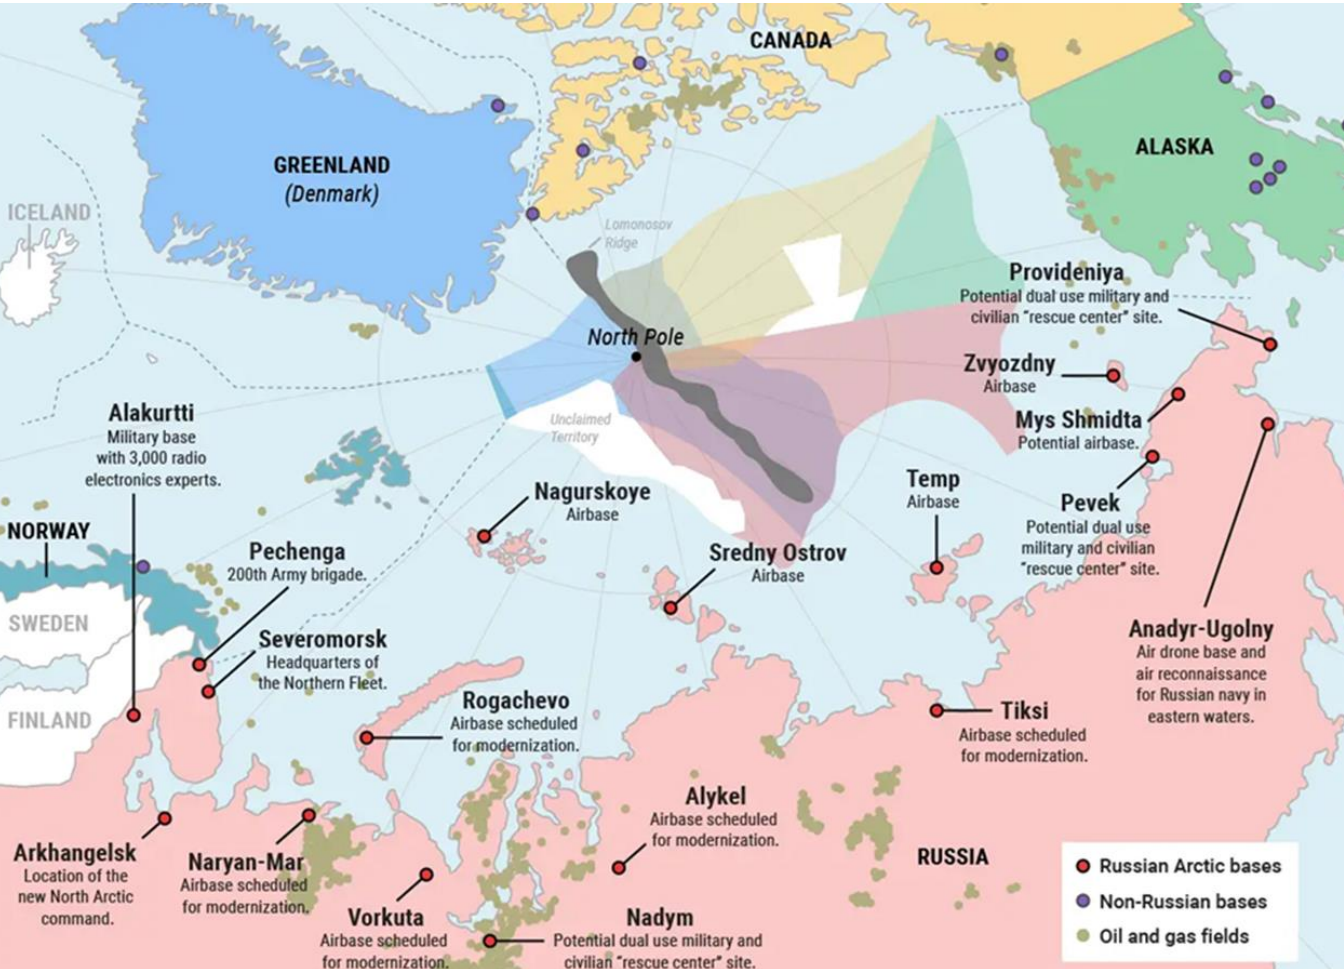 CANADA
GREENLAND
(Denmark)
ALASKA
ICELAND
Lomonosov
Ridge
North Pole
Unclaimed
Territory
Provideniya
Potential dual use military and
civilian “rescue center” site.
Zvyozdny
Airbase
Mys Shmidta
Potential airbase.
Pevek
Potential dual use
military and civilian
“rescue center” site.
Temp
Airbase
Alakurtti
Military base
with 3,000 radio
electronics experts.
Nagurskoye
Airbase
NORWAY
Pechenga
200th Army brigade.
Sredny Ostrov
Airbase
SWEDEN
Severomorsk
Headquarters of
the Northern Fleet.
Anadyr-Ugolny
Air drone base and
air reconnaissance
for Russian navy in
eastern waters.
FINLAND
Rogachevo
Airbase scheduled
for modernization.
Tiksi
Airbase scheduled
for modernization.
Alykel
Airbase scheduled
for modernization.
Arkhangelsk
Location of the
new North Arctic
command.
Naryan-Mar
Airbase scheduled
for modernization.
RUSSIA
Vorkuta
Airbase scheduled
for modernization.
Nadym
Potential dual use military and
civilian “rescue center” site.
Russian Arctic bases
Non-Russian bases
Oil and gas fields